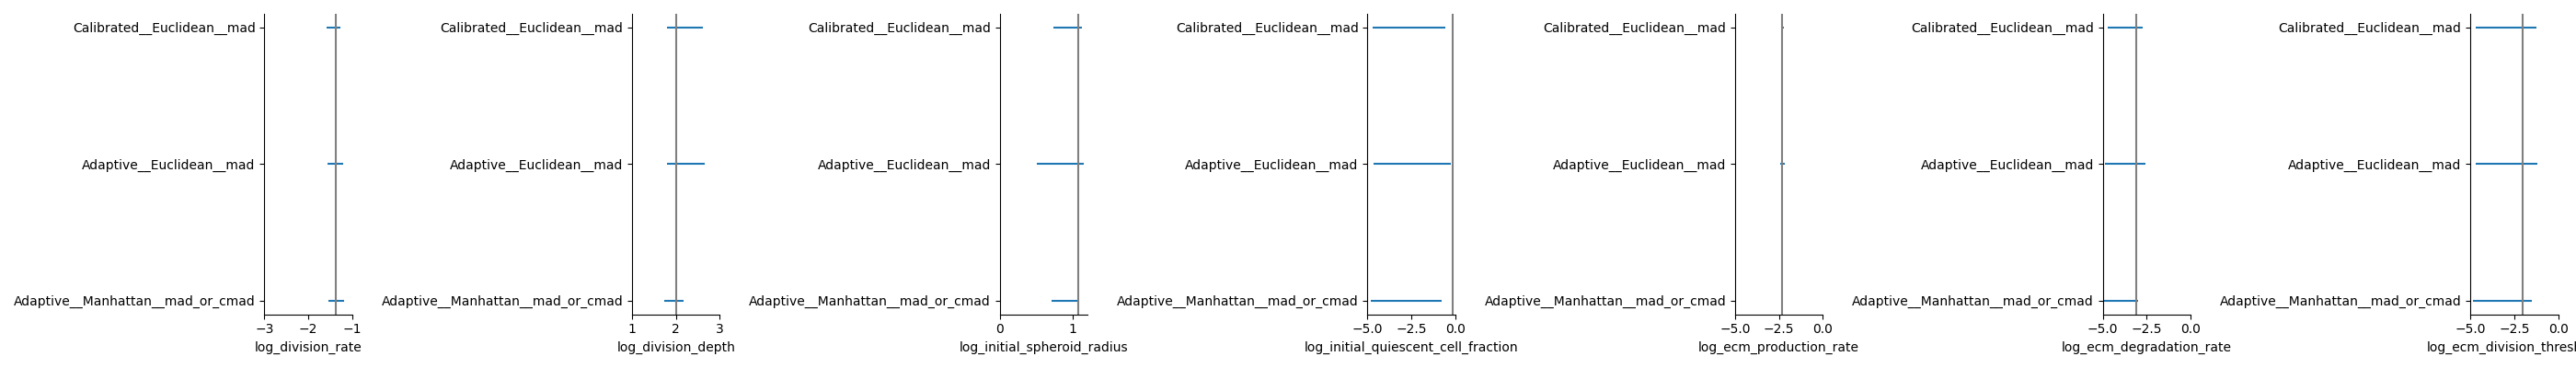 Calibrated__Euclidean__mad Calibrated__Euclidean__mad Calibrated__Euclidean__mad Calibrated__Euclidean__mad Calibrated__Euclidean__mad Calibrated__Euclidean__mad Calibrated__Euclidean__mad
Adaptive__Euclidean__mad Adaptive__Euclidean__mad Adaptive__Euclidean__mad Adaptive__Euclidean__mad Adaptive__Euclidean__mad Adaptive__Euclidean__mad Adaptive__Euclidean__mad
Adaptive__Manhattan__mad_or_cmad Adaptive__Manhattan__mad_or_cmad Adaptive__Manhattan__mad_or_cmad Adaptive__Manhattan__mad_or_cmad Adaptive__Manhattan__mad_or_cmad Adaptive__Manhattan__mad_or_cmad Adaptive__Manhattan__mad_or_cmad
−3 −2 −1 1 2 3 0 1 −5.0 −2.5 0.0 −5.0 −2.5 0.0 −5.0 −2.5 0.0 −5.0 −2.5 0.0
log_division_rate log_division_depth log_initial_spheroid_radius log_initial_quiescent_cell_fraction log_ecm_production_rate log_ecm_degradation_rate log_ecm_division_thres